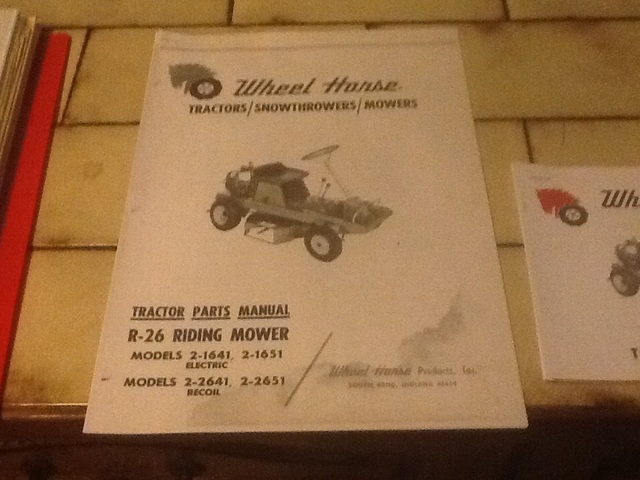 Wheel Horse
TRACTORS/SNOWTHROWERS/MOWERS
TRACTOR PARTS MANUAL
R-26 RIDING MOWER
MODELS 2-1641, 2-1651
ELECTRIC
MODELS 2-2641, 2-2651
RECOIL
Wheel Horse Products, Inc.
SOUTH BEND, INDIANA
Wh
T